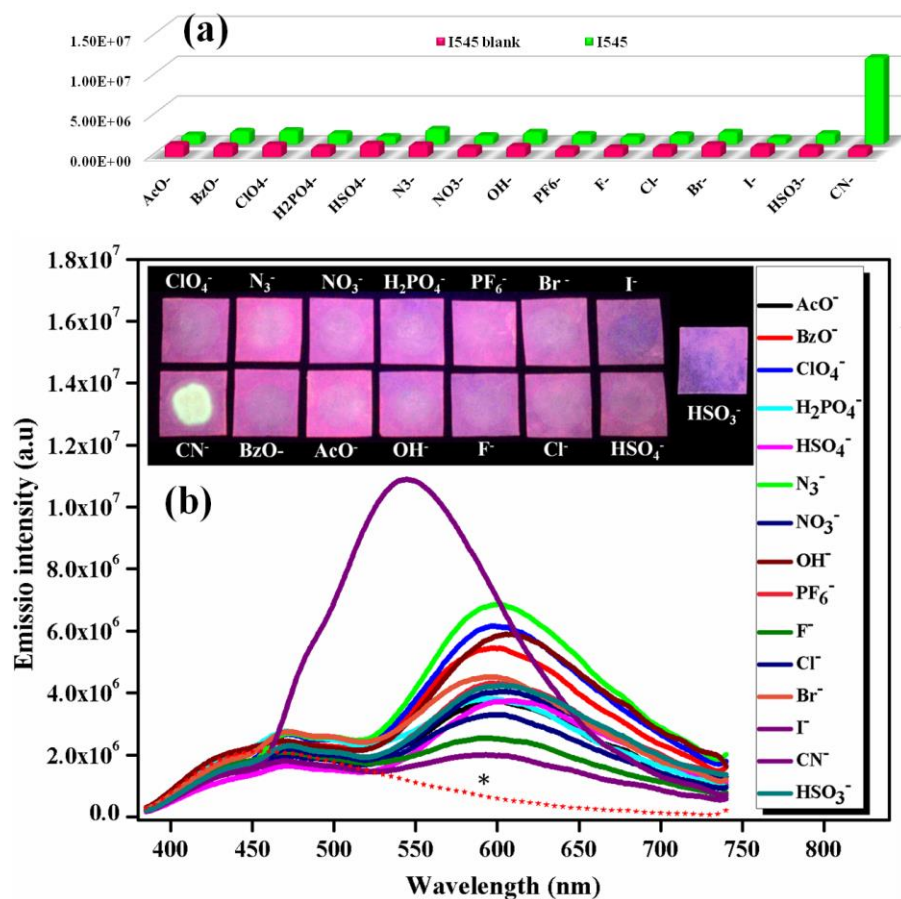 (a)
I545 blank I545
1.50E+07
1.00E+07
5.00E+06
0.00E+00
AcO- BzO- ClO4- H2PO4- HSO4- N3- NO3- OH- PF6- F- Cl- Br- I- HSO3- CN-
1.8x10⁷
1.6x10⁷
1.4x10⁷
1.2x10⁷
1.0x10⁷
8.0x10⁶
6.0x10⁶
4.0x10⁶
2.0x10⁶
0.0
Emissio intensity (a.u)
ClO₄⁻ N₃⁻ NO₃⁻ H₂PO₄⁻ PF₆⁻ Br⁻ I⁻
HSO₃⁻
CN⁻ BzO- AcO⁻ OH⁻ F⁻ Cl⁻ HSO₄⁻
(b)
*
AcO⁻
BzO⁻
ClO₄⁻
H₂PO₄⁻
HSO₄⁻
N₃⁻
NO₃⁻
OH⁻
PF₆⁻
F⁻
Cl⁻
Br⁻
I⁻
CN⁻
HSO₃⁻
400 450 500 550 600 650 700 750 800
Wavelength (nm)